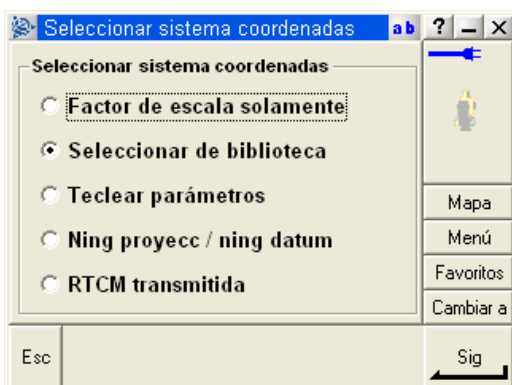 Seleccionar sistema coordenadas ab ? – ×
Seleccionar sistema coordenadas
Factor de escala solamente
Seleccionar de biblioteca
Teclear parámetros
Ning proyecc / ning datum
RTCM transmitida
Mapa
Menú
Favoritos
Cambiar a
Esc
Sig